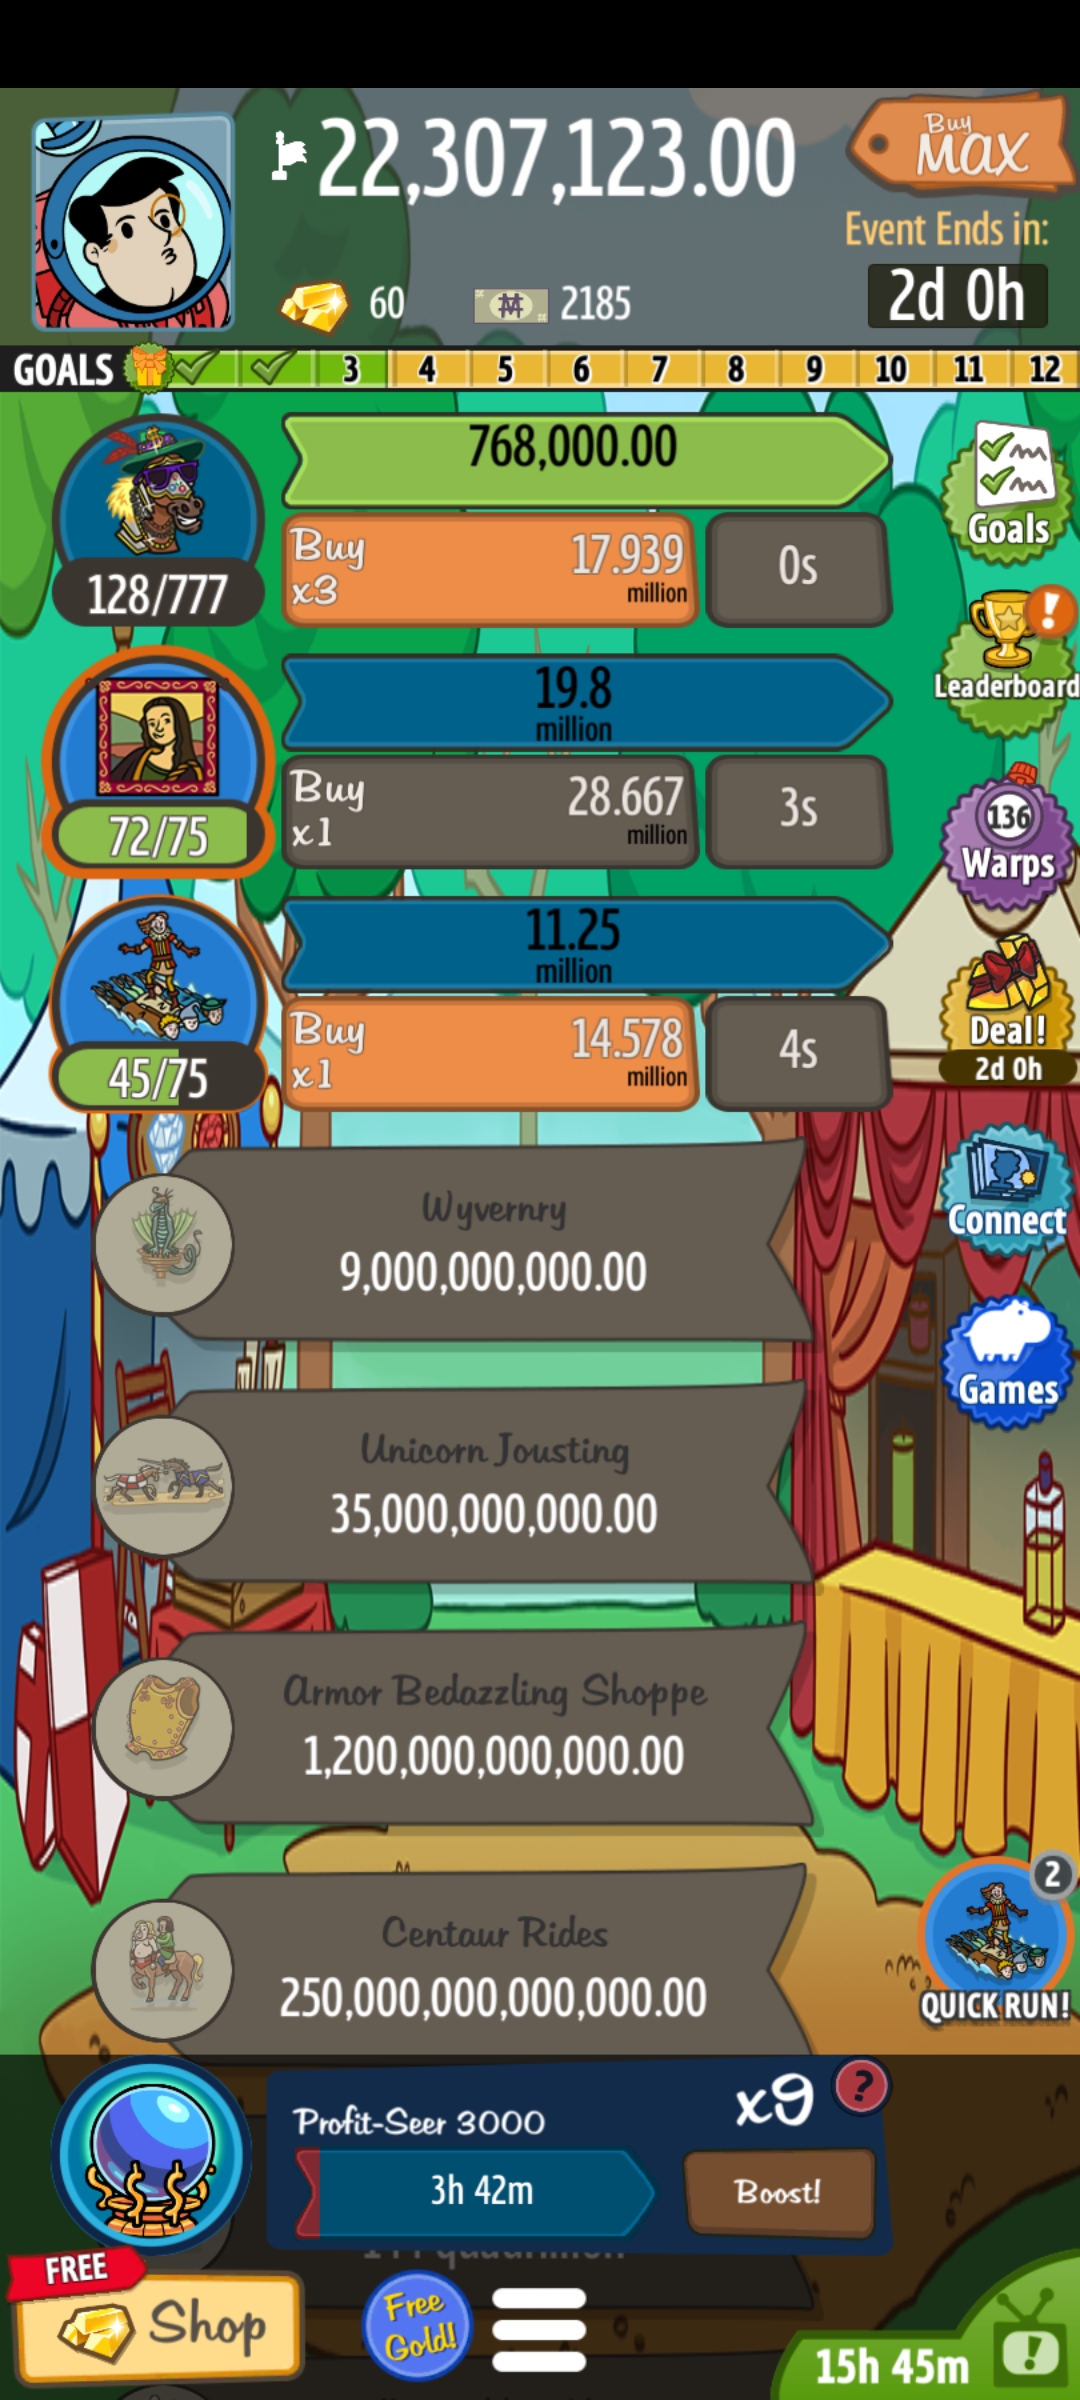 22,307,123.00
Buy
MAX
Event Ends in:
2d 0h
60
2185
GOALS
3 4 5 6 7 8 9 10 11 12
768,000.00
128/777
Buy
x3
17.939
million
0s
Goals
Leaderboard
!
19.8
million
72/75
Buy
x1
28.667
million
3s
136
Warps
11.25
million
45/75
Buy
x1
14.578
million
4s
Deal!
2d 0h
Wyvernry
9,000,000,000.00
Connect
Unicorn Jousting
35,000,000,000.00
Games
Armor Bedazzling Shoppe
1,200,000,000,000.00
Centaur Rides
250,000,000,000,000.00
2
QUICK RUN!
Profit-Seer 3000
x9
?
3h 42m
Boost!
FREE
Shop
Free
Gold!
15h 45m
!